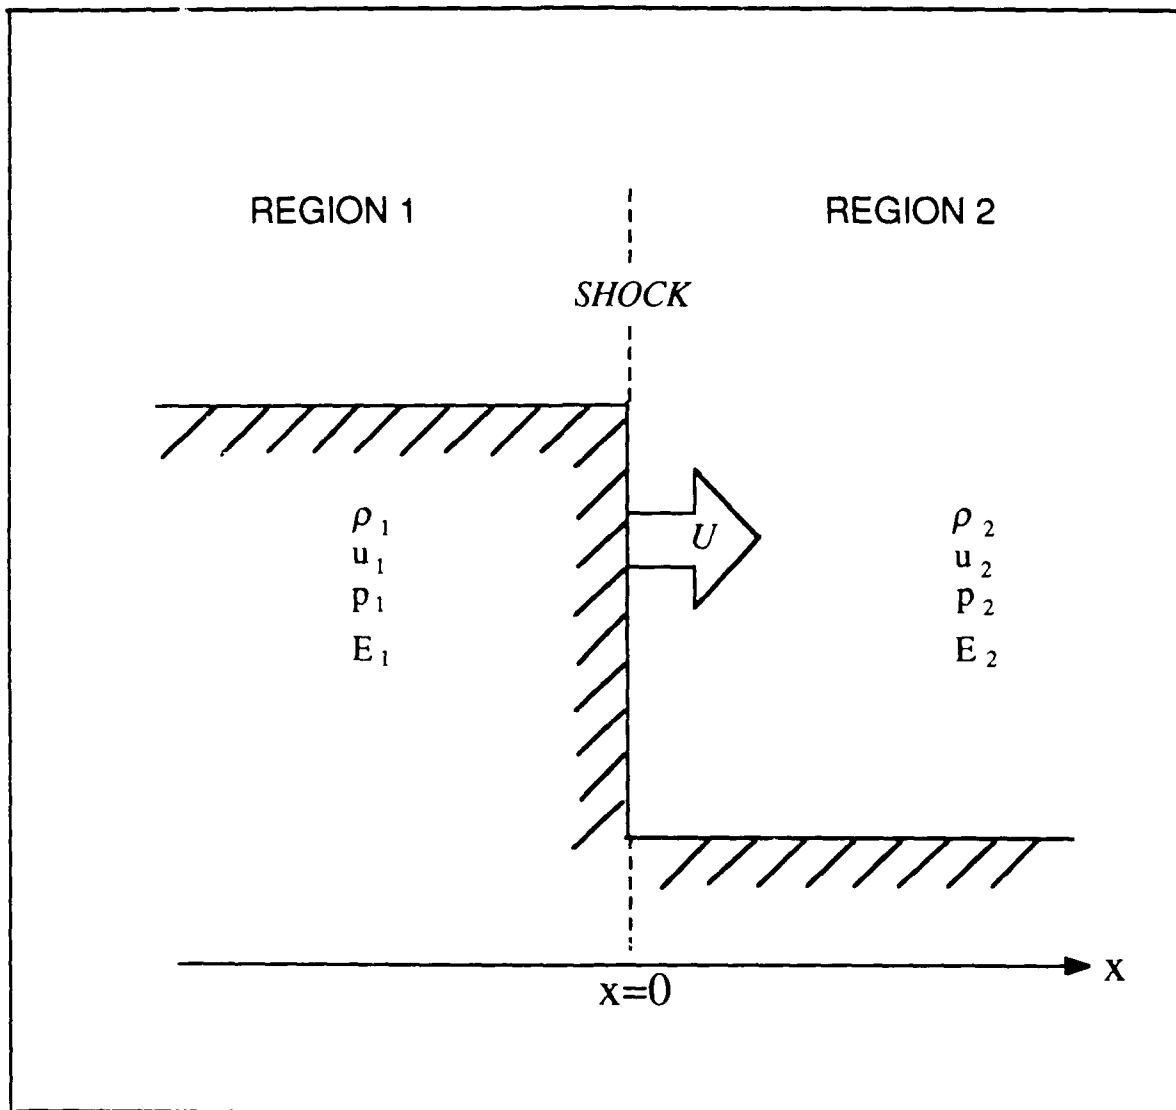 REGION 1
REGION 2
SHOCK
ρ₁
u₁
p₁
E₁
U
ρ₂
u₂
p₂
E₂
x
x=0